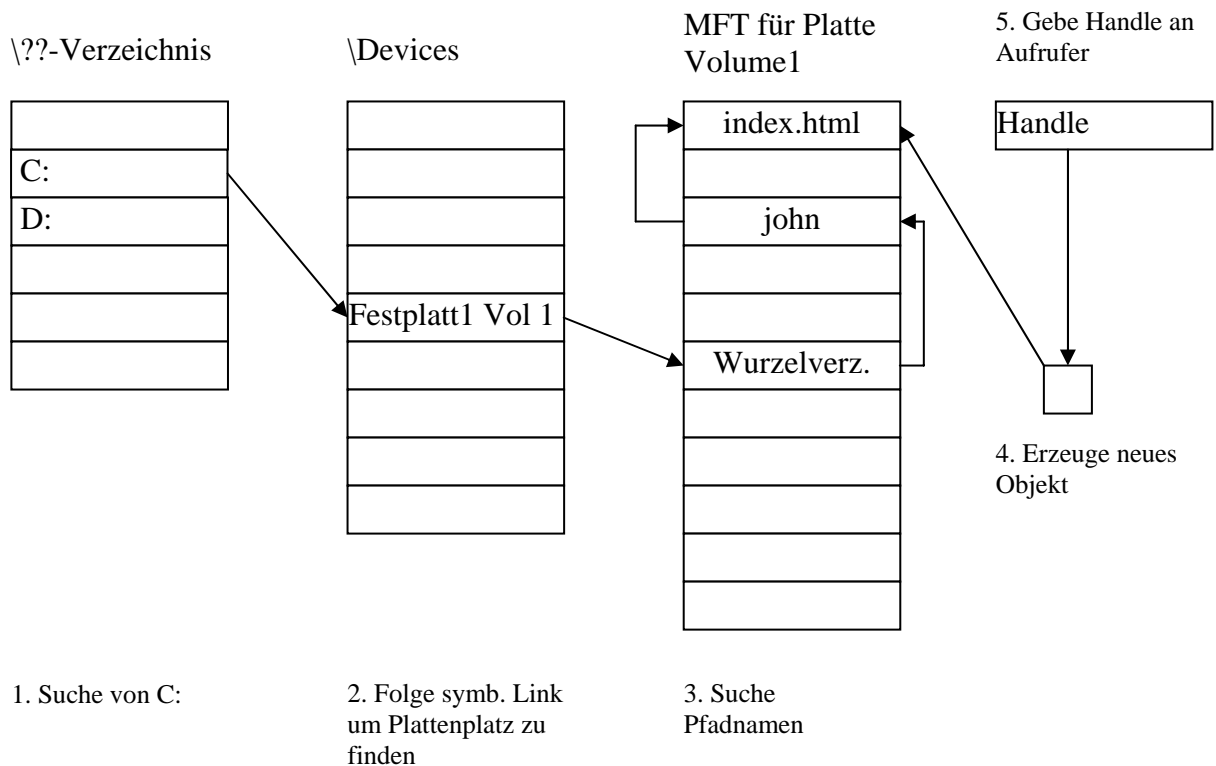 \??-Verzeichnis
\Devices
MFT für Platte
Volume1
5. Gebe Handle an
Aufrufer
C:
D:
Festplatt1 Vol 1
index.html
john
Wurzelverz.
Handle
4. Erzeuge neues
Objekt
1. Suche von C:
2. Folge symb. Link
um Plattenplatz zu
finden
3. Suche
Pfadnamen